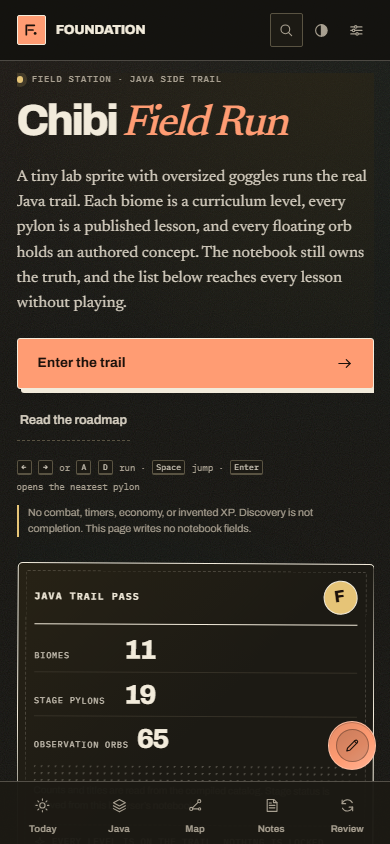 F.
FOUNDATION
FIELD STATION · JAVA SIDE TRAIL
Chibi Field Run
A tiny lab sprite with oversized goggles runs the real
Java trail. Each biome is a curriculum level, every
pylon is a published lesson, and every floating orb
holds an authored concept. The notebook still owns
the truth, and the list below reaches every lesson
without playing.
Enter the trail →
Read the roadmap
← → or A D run · Space jump · Enter
opens the nearest pylon
No combat, timers, economy, or invented XP. Discovery is not
completion. This page writes no notebook fields.
JAVA TRAIL PASS
F
BIOMES 11
STAGE PYLONS 19
OBSERVATION ORBS 65
Today Java Map Notes Review